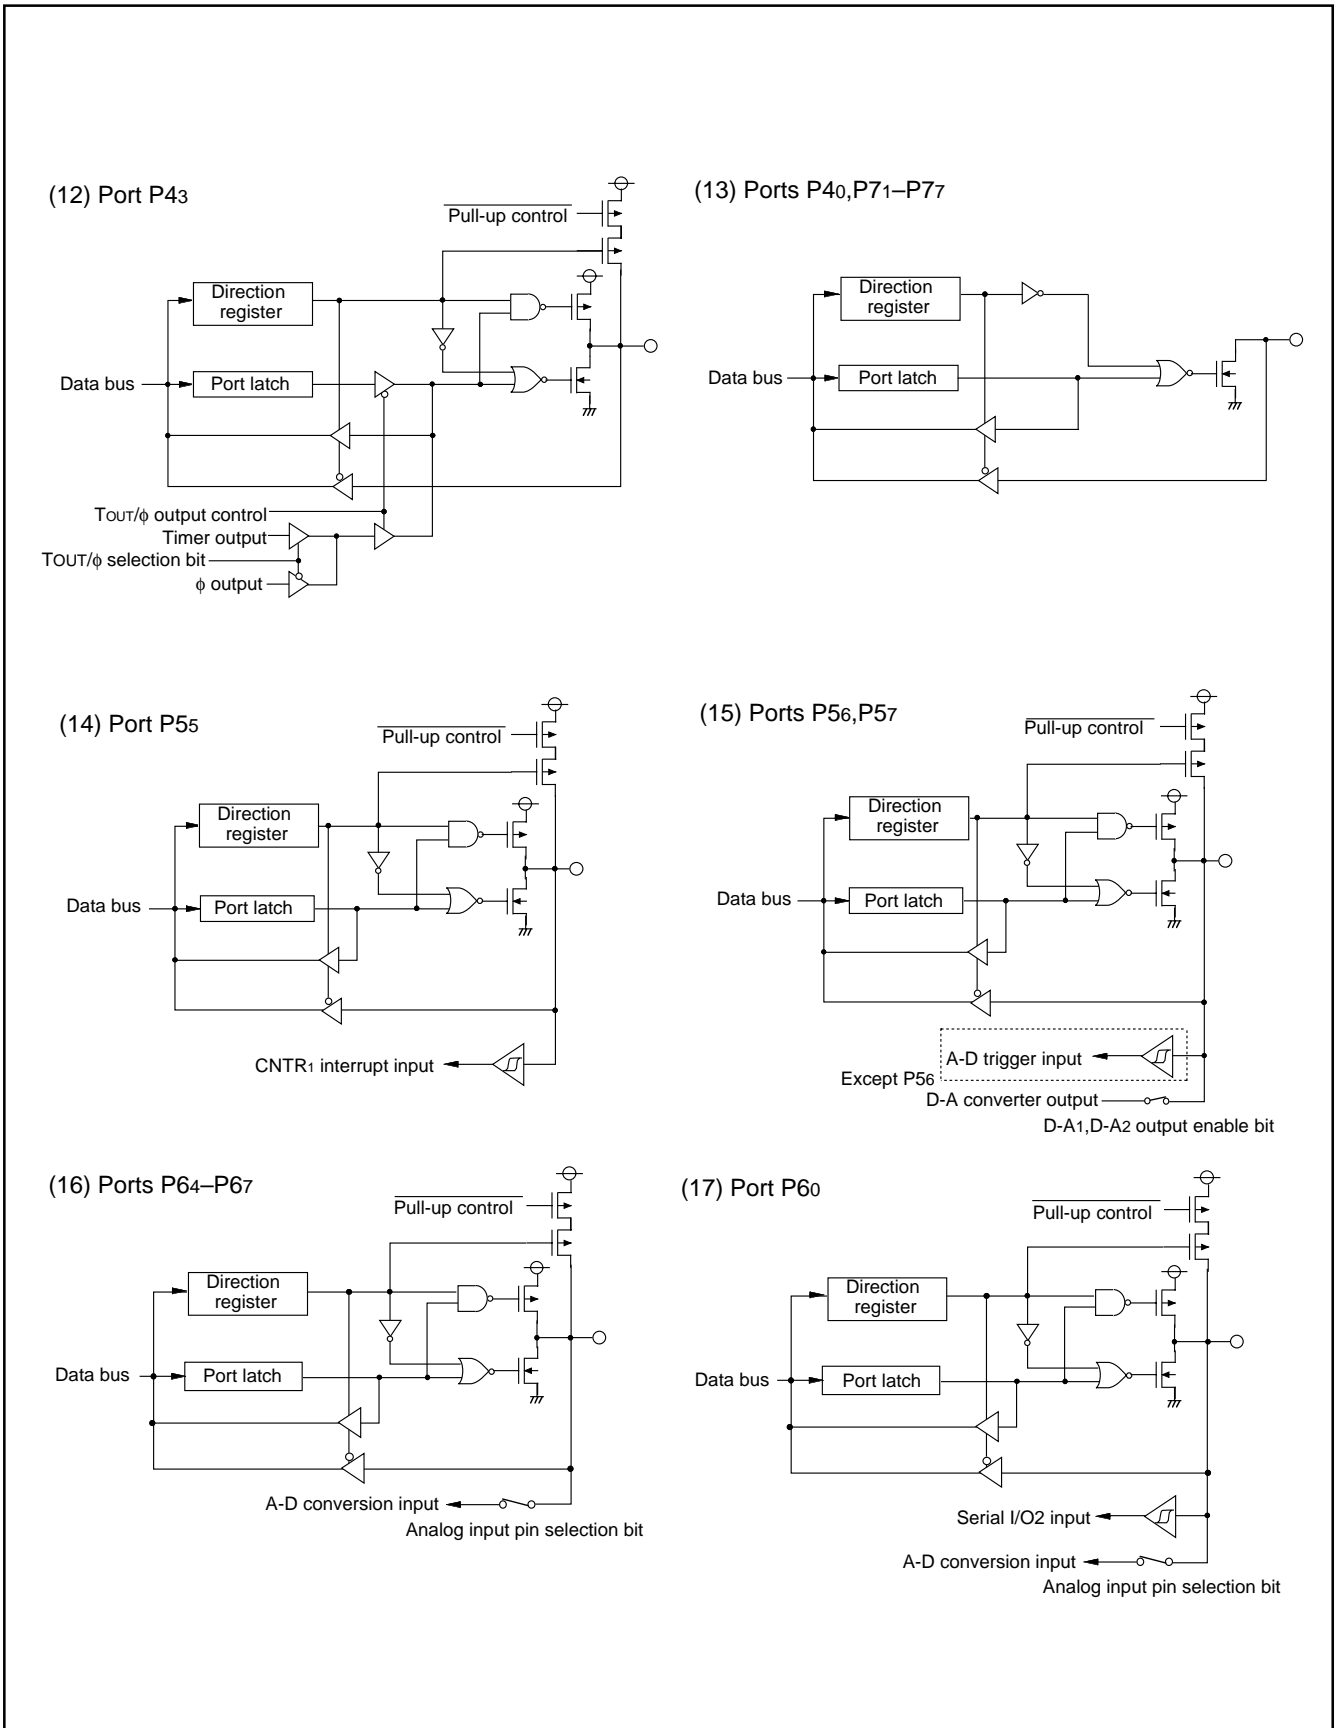 (12) Port P43
Pull-up control
Direction
register
Data bus
Port latch
TOUT/ϕ output control
Timer output
TOUT/ϕ selection bit
ϕ output
(13) Ports P40,P71–P77
Direction
register
Data bus
Port latch
(14) Port P55
Pull-up control
Direction
register
Data bus
Port latch
CNTR1 interrupt input
(15) Ports P56,P57
Pull-up control
Direction
register
Data bus
Port latch
A-D trigger input
Except P56
D-A converter output
D-A1,D-A2 output enable bit
(16) Ports P64–P67
Pull-up control
Direction
register
Data bus
Port latch
A-D conversion input
Analog input pin selection bit
(17) Port P60
Pull-up control
Direction
register
Data bus
Port latch
Serial I/O2 input
A-D conversion input
Analog input pin selection bit